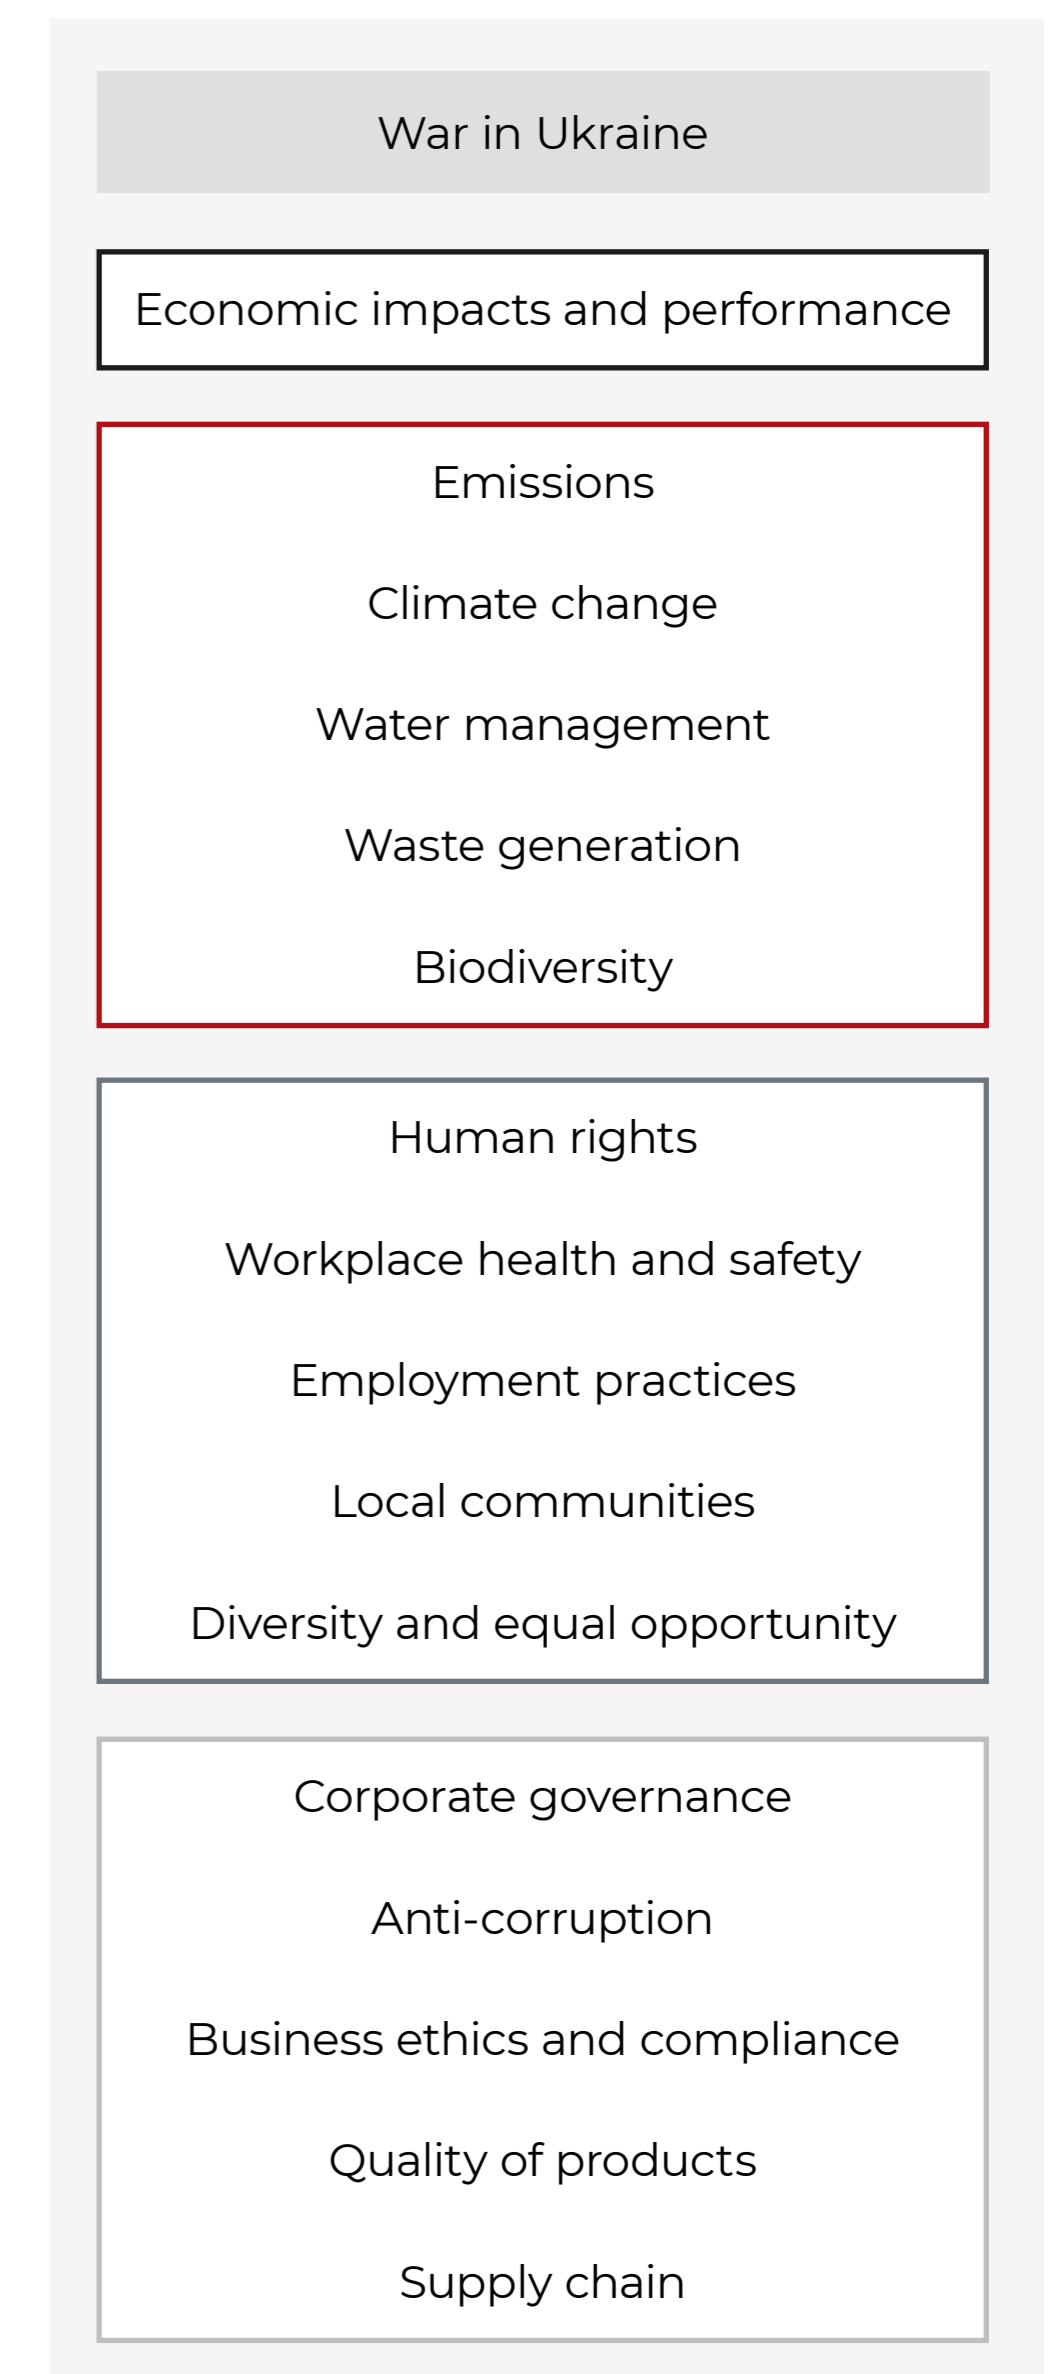 War in Ukraine
Economic impacts and performance
Emissions
Climate change
Water management
Waste generation
Biodiversity
Human rights
Workplace health and safety
Employment practices
Local communities
Diversity and equal opportunity
Corporate governance
Anti-corruption
Business ethics and compliance
Quality of products
Supply chain